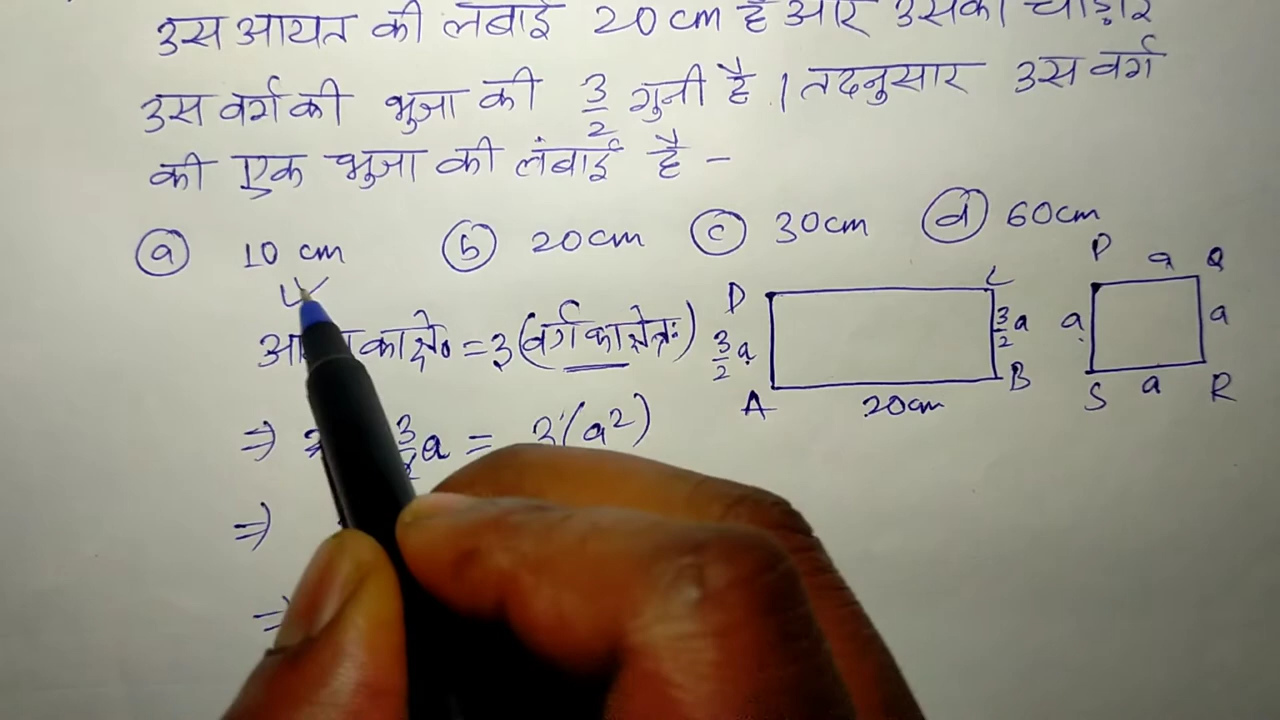 उस आयत की लंबाई 20 cm है और उसकी चौड़ाई
उस वर्ग की भुजा की 3/2 गुनी है। तदनुसार उस वर्ग
की एक भुजा की लंबाई है -
ⓐ 10 cm ⓑ 20cm ⓒ 30cm ⓓ 60cm
का क्षे० = 3(वर्ग का क्षेत्र॰)
⇒ 3/2 a = 3(a²)
⇒
⇒
D C
3/2 a 3/2 a
A 20cm B
P a Q
a a
S a R